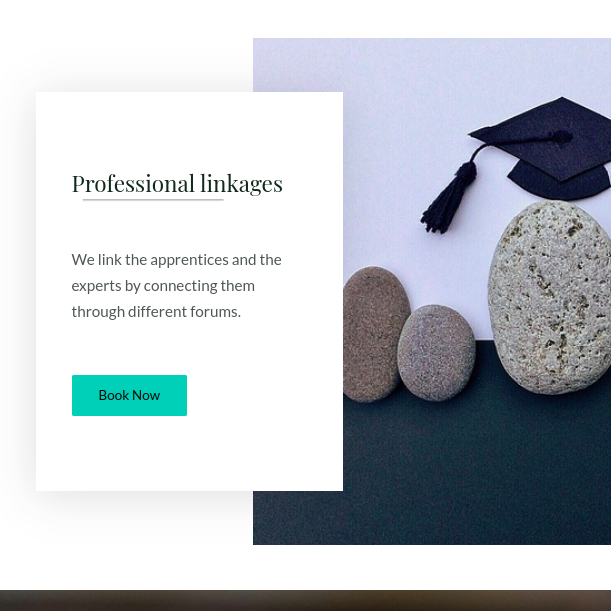 Professional linkages
We link the apprentices and the
experts by connecting them
through different forums.
Book Now